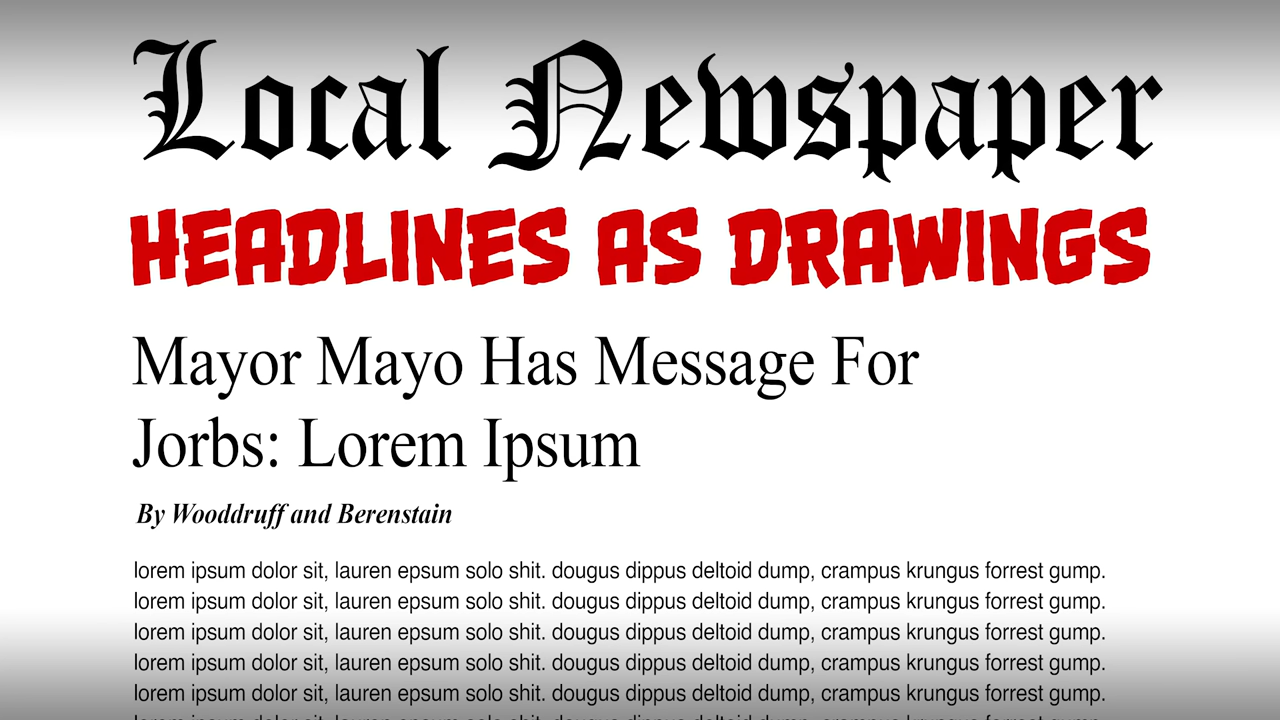 Local Newspaper
HEADLINES AS DRAWINGS
Mayor Mayo Has Message For
Jorbs: Lorem Ipsum
By Wooddruff and Berenstain
lorem ipsum dolor sit, lauren epsum solo shit. dougus dippus deltoid dump, crampus krungus forrest gump.
lorem ipsum dolor sit, lauren epsum solo shit. dougus dippus deltoid dump, crampus krungus forrest gump.
lorem ipsum dolor sit, lauren epsum solo shit. dougus dippus deltoid dump, crampus krungus forrest gump.
lorem ipsum dolor sit, lauren epsum solo shit. dougus dippus deltoid dump, crampus krungus forrest gump.
lorem ipsum dolor sit, lauren epsum solo shit. dougus dippus deltoid dump, crampus krungus forrest gump.